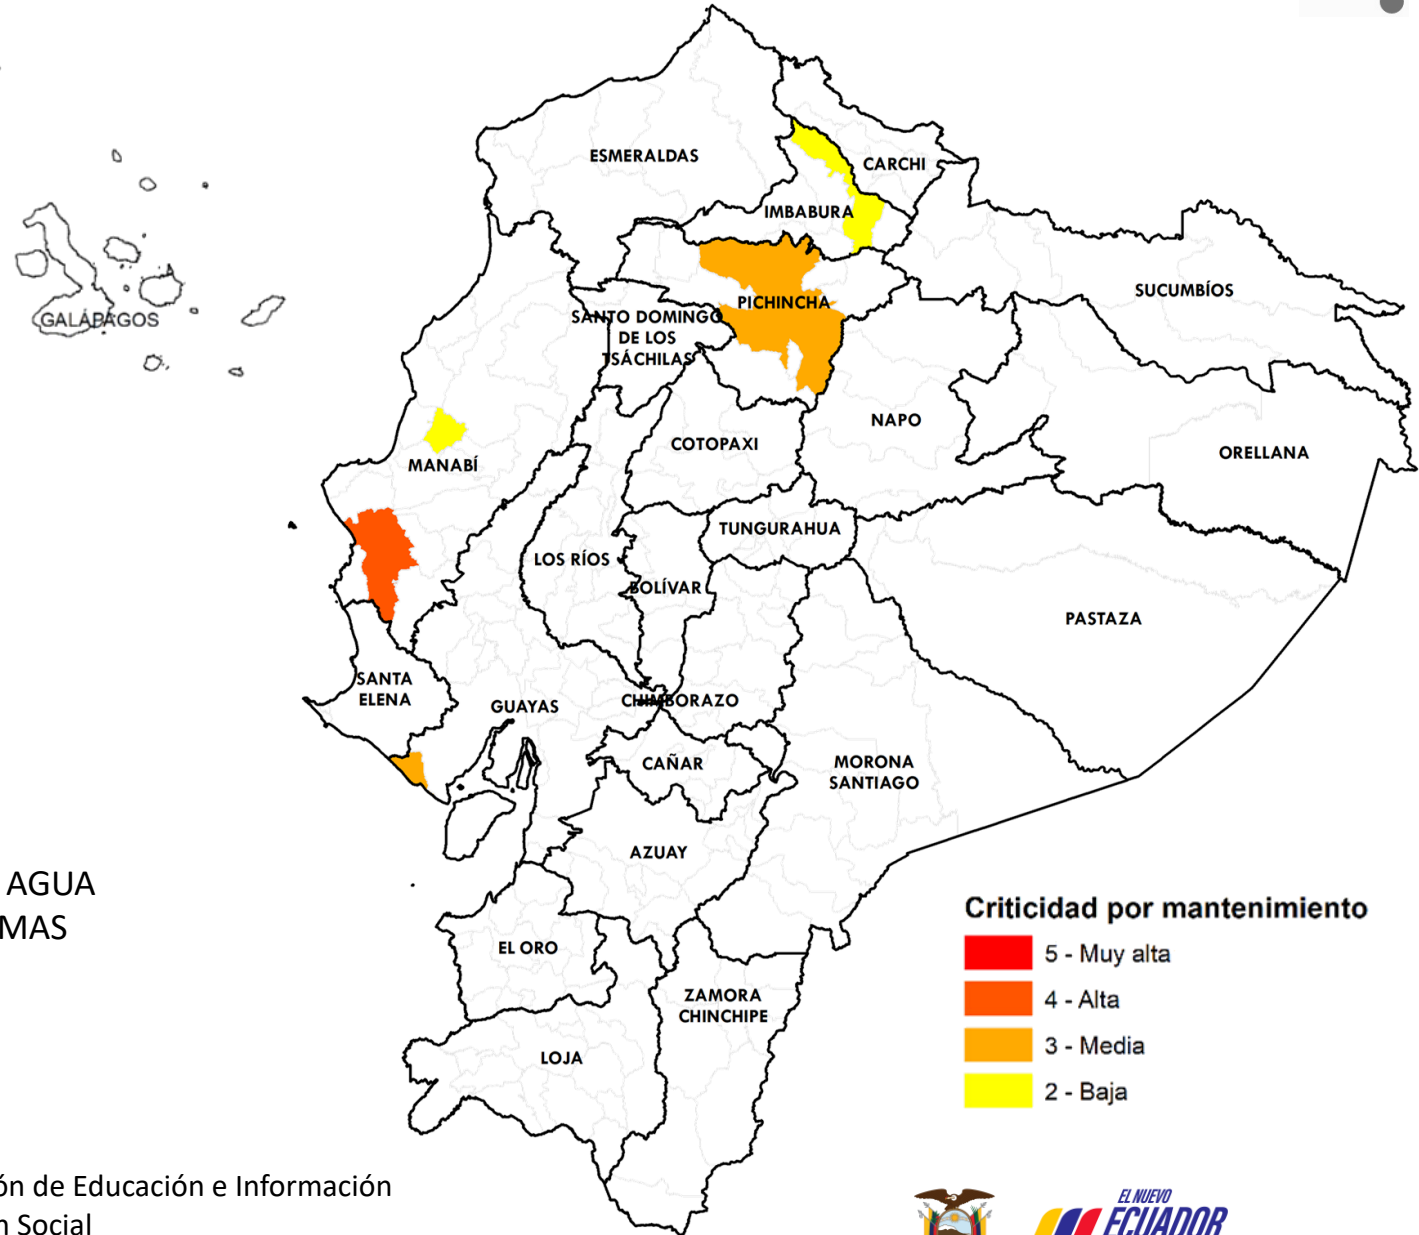 ESMERALDAS
CARCHI
IMBABURA
SUCUMBÍOS
PICHINCHA
GALÁPAGOS
SANTO DOMINGO
DE LOS
TSÁCHILAS
NAPO
COTOPAXI
ORELLANA
MANABÍ
TUNGURAHUA
LOS RÍOS
BOLÍVAR
PASTAZA
SANTA
ELENA
GUAYAS
CHIMBORAZO
CAÑAR
MORONA
SANTIAGO
AZUAY
AGUA
MAS
EL ORO
ZAMORA
CHINCHIPE
LOJA
Criticidad por mantenimiento
5 - Muy alta
4 - Alta
3 - Media
2 - Baja
ón de Educación e Información
n Social
EL NUEVO
ECUADOR